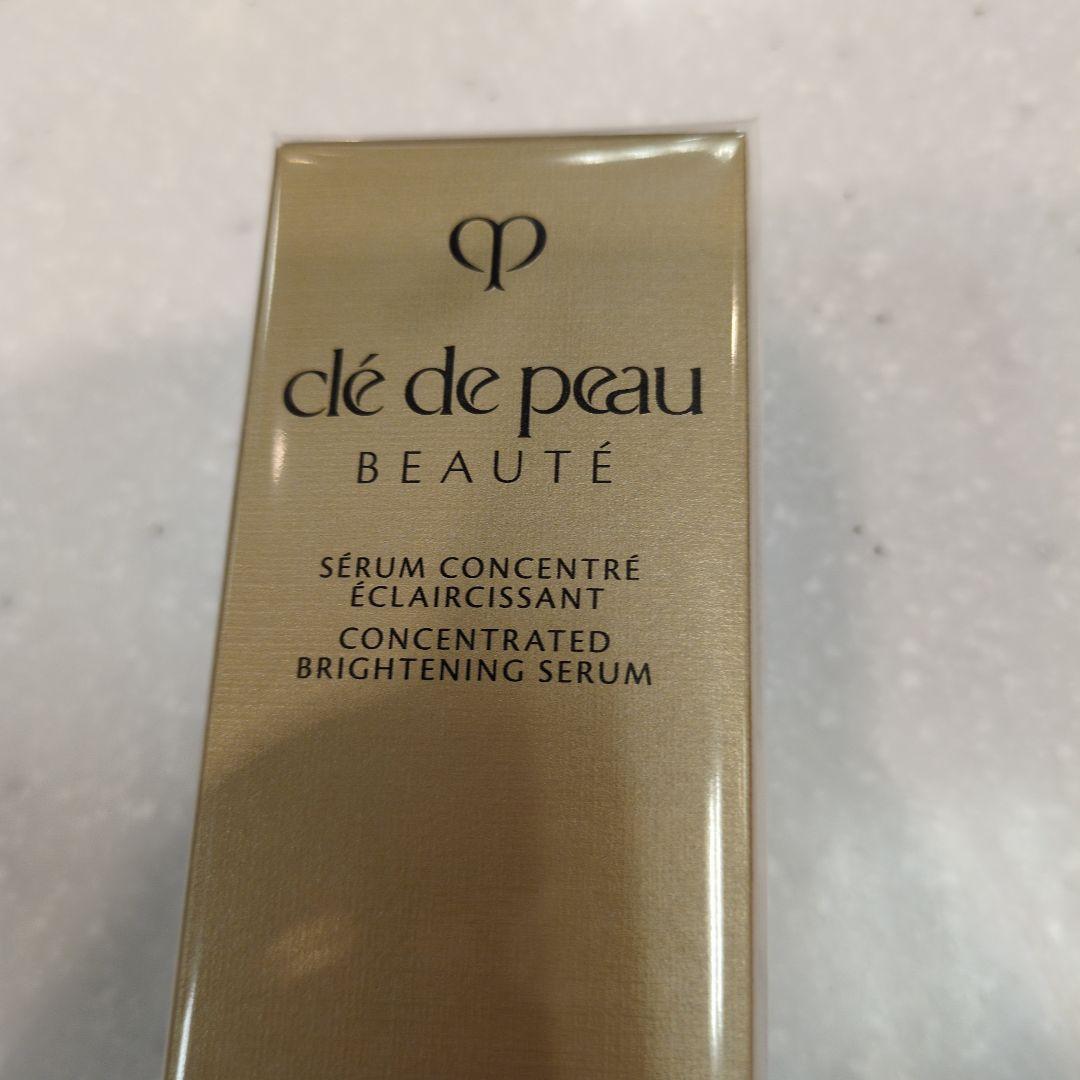 clé de peau
BEAUTÉ
SÉRUM CONCENTRÉ
ÉCLAIRCISSANT
CONCENTRATED
BRIGHTENING SERUM